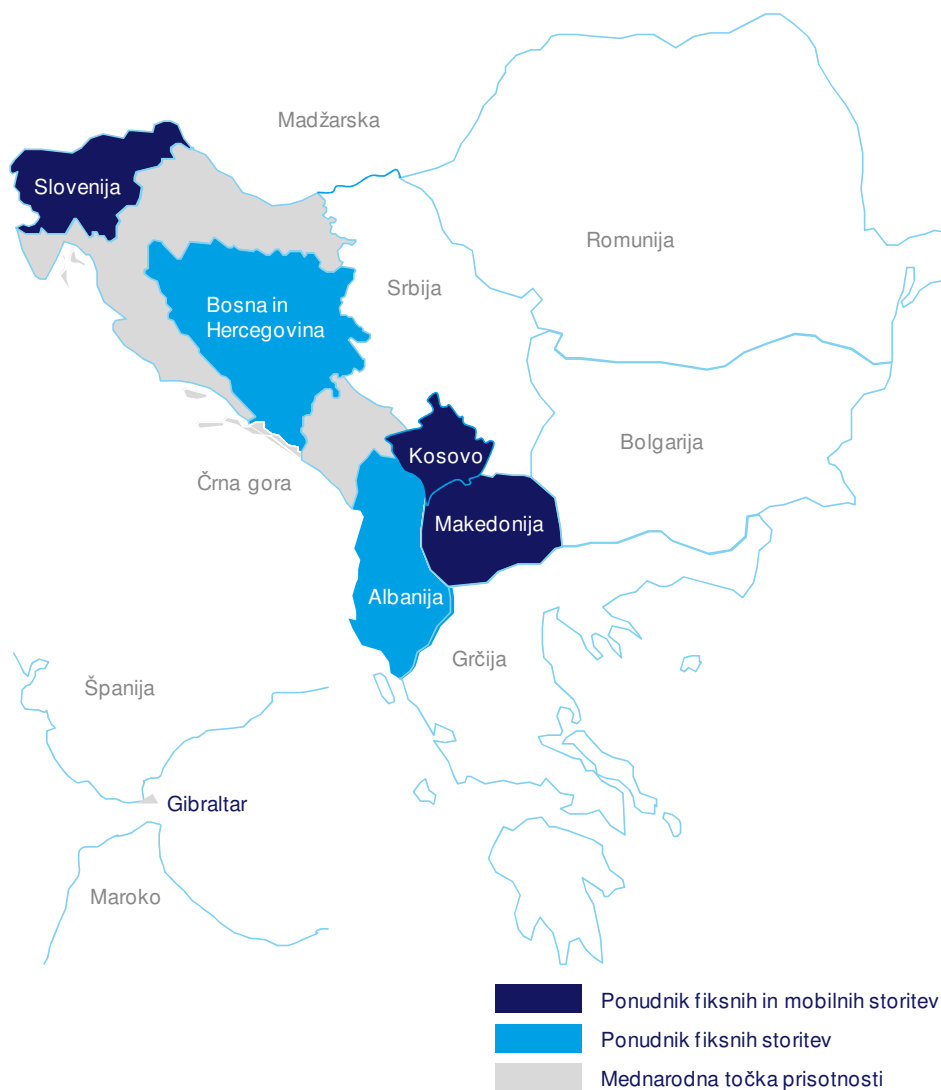 Madžarska
Slovenija
Romunija
Srbija
Bosna in
Hercegovina
Bolgarija
Kosovo
Črna gora
Makedonija
Albanija
Grčija
Španija
Gibraltar
Maroko
Ponudnik fiksnih in mobilnih storitev
Ponudnik fiksnih storitev
Mednarodna točka prisotnosti